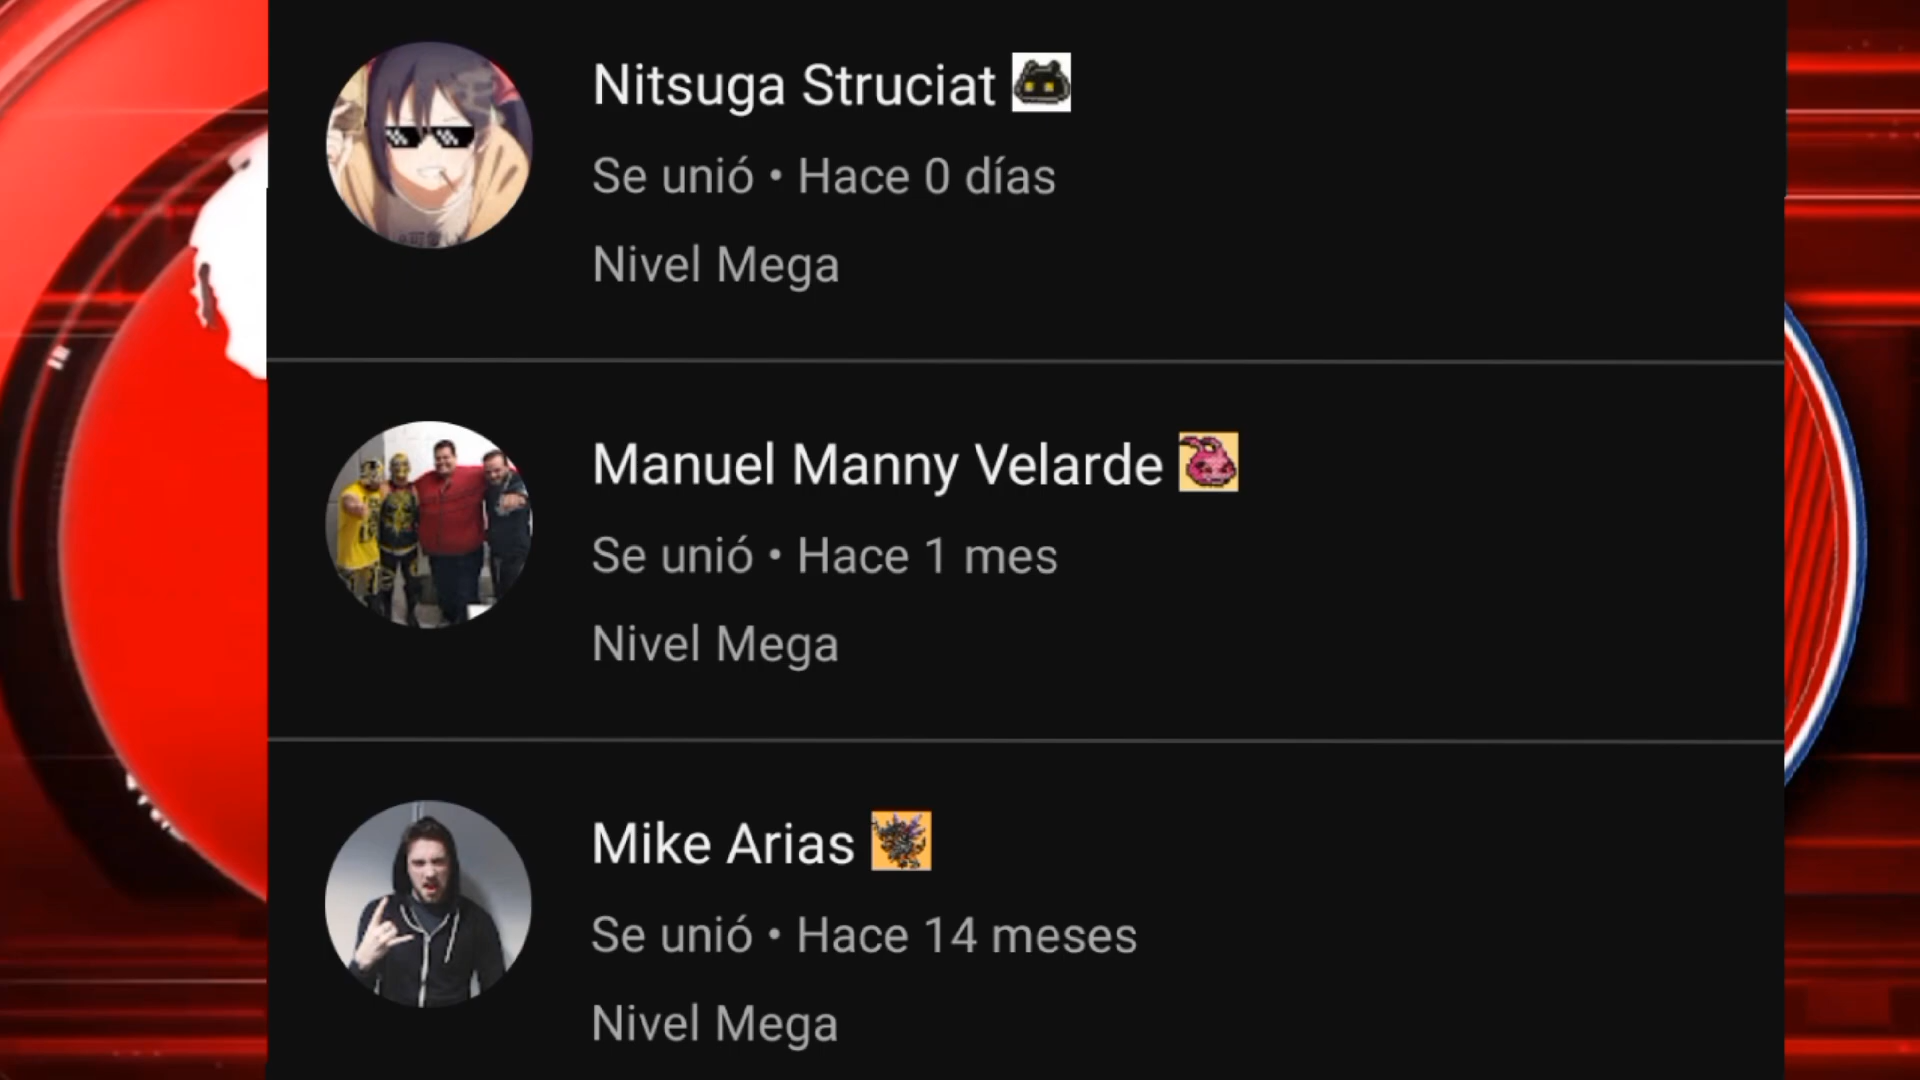 Nitsuga Struciat
Se unió • Hace 0 días
Nivel Mega
Manuel Manny Velarde
Se unió • Hace 1 mes
Nivel Mega
Mike Arias
Se unió • Hace 14 meses
Nivel Mega